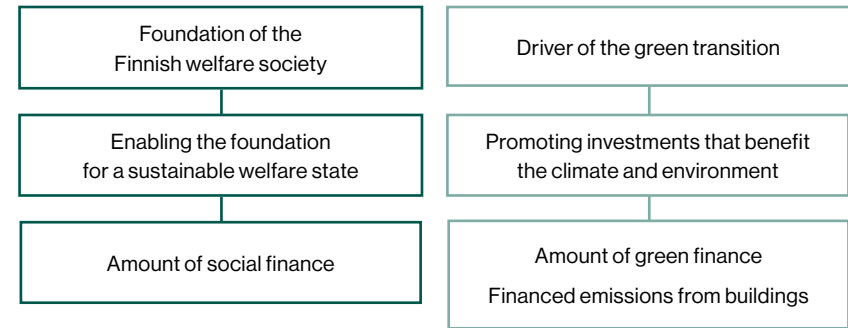 Foundation of the
Finnish welfare society
Enabling the foundation
for a sustainable welfare state
Amount of social finance
Driver of the green transition
Promoting investments that benefit
the climate and environment
Amount of green finance
Financed emissions from buildings